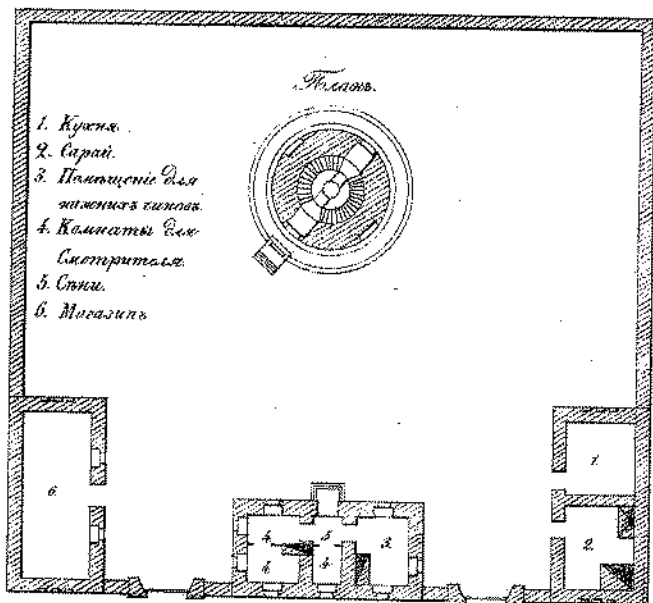 Планъ.
1. Кухня.
2. Сарай.
3. Помѣщеніе для
нижнихъ чиновъ.
4. Комнаты для
Смотрителя.
5. Сѣни.
6. Магазинъ
6.
1.
4.
5
3.
2.
4.
4.